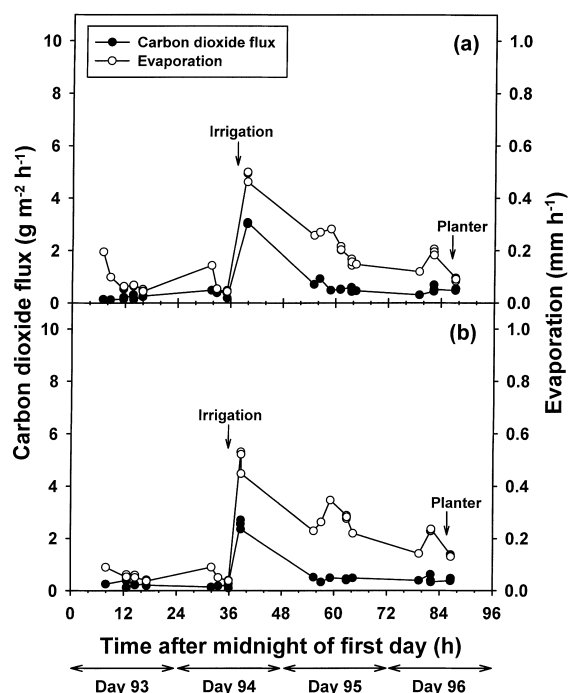 10
8
6
4
2
0
1.0
0.8
0.6
0.4
0.2
0.0
(a)
Carbon dioxide flux
Evaporation
Irrigation
Planter
Carbon dioxide flux (g m⁻² h⁻¹)
Evaporation (mm h⁻¹)
10
8
6
4
2
0
1.0
0.8
0.6
0.4
0.2
0.0
(b)
Irrigation
Planter
0 12 24 36 48 60 72 84 96
Time after midnight of first day (h)
Day 93 Day 94 Day 95 Day 96